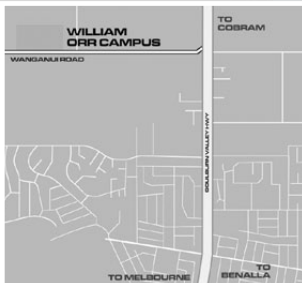 WILLIAM
ORR CAMPUS
TO
COBRAM
WANGANUI ROAD
GOULBURN VALLEY HWY
TO MELBOURNE
TO
BENALLA